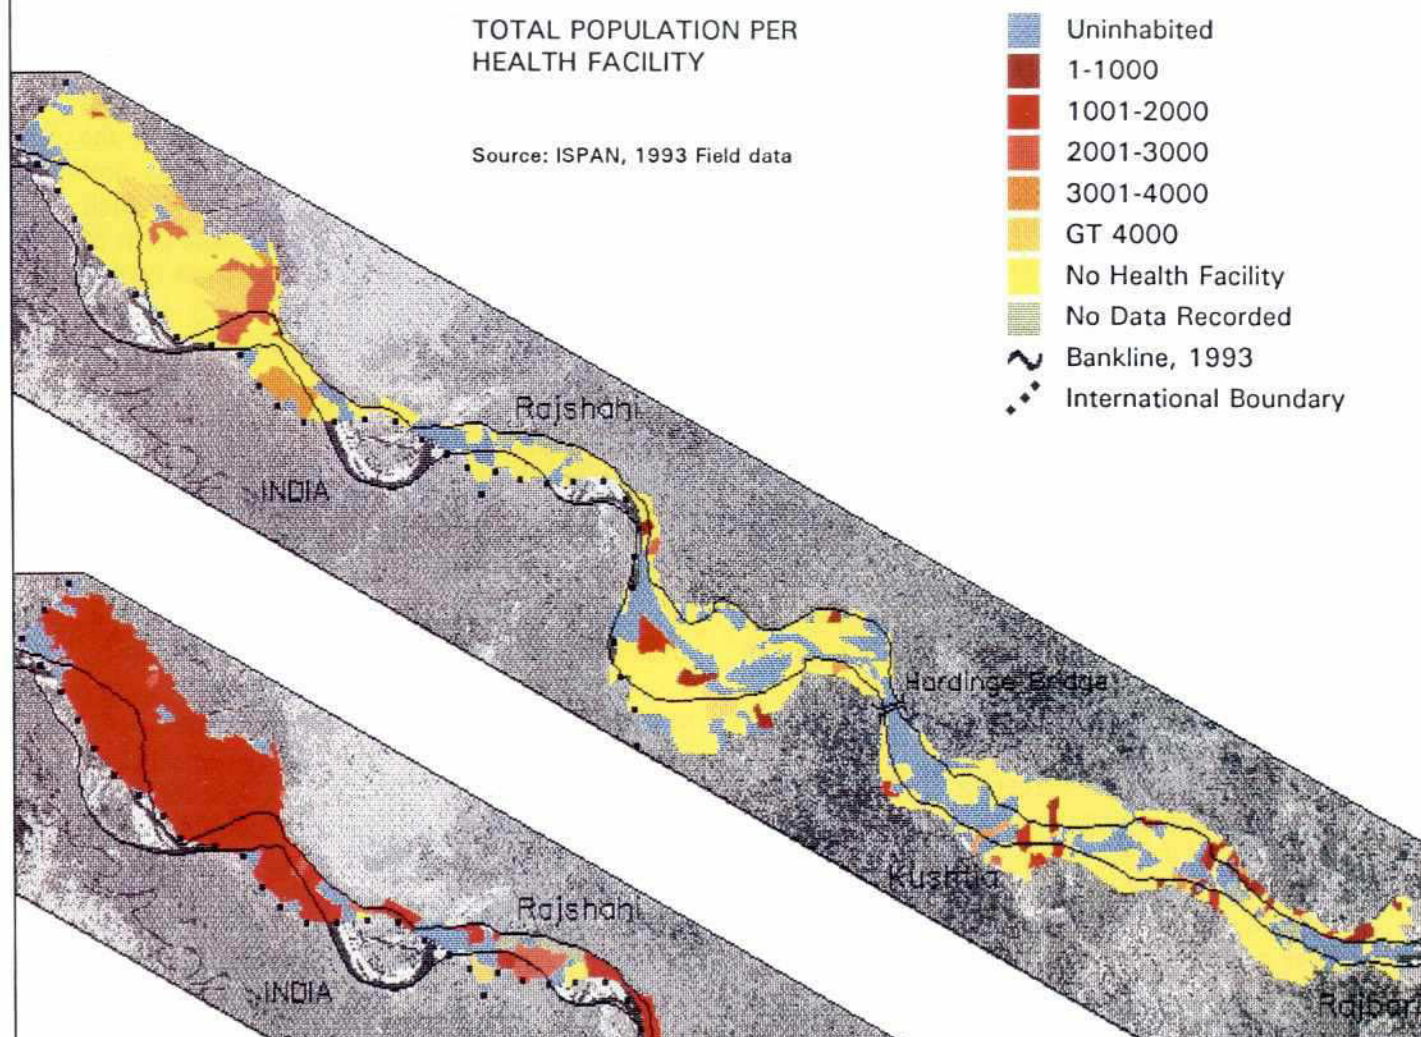 TOTAL POPULATION PER
HEALTH FACILITY
Source: ISPAN, 1993 Field data
Uninhabited
1-1000
1001-2000
2001-3000
3001-4000
GT 4000
No Health Facility
No Data Recorded
Bankline, 1993
International Boundary
Rajshahi
INDIA
Hardinge Bridge
Kushtia
Rajshahi
INDIA